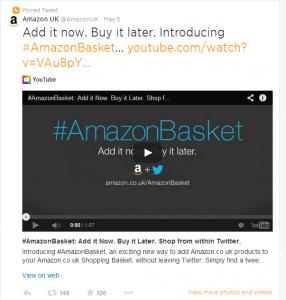 Pinned Tweet
Amazon UK @AmazonUK · May 5
Add it now. Buy it later. Introducing
#AmazonBasket... youtube.com/watch?
v=VAu8pY...
YouTube
#AmazonBasket: Add it Now. Buy it Later. Shop f...
#AmazonBasket
Add it now. Buy it later.
a +
amazon.co.uk/AmazonBasket
0:00 / 1:07
YouTube
#AmazonBasket: Add it Now. Buy it Later. Shop from within Twitter.
Introducing #AmazonBasket, an exciting new way to add Amazon.co.uk products to
your Amazon.co.uk Shopping Basket, without leaving Twitter. Simply find a twee...
View on web
148
326
View more photos and videos